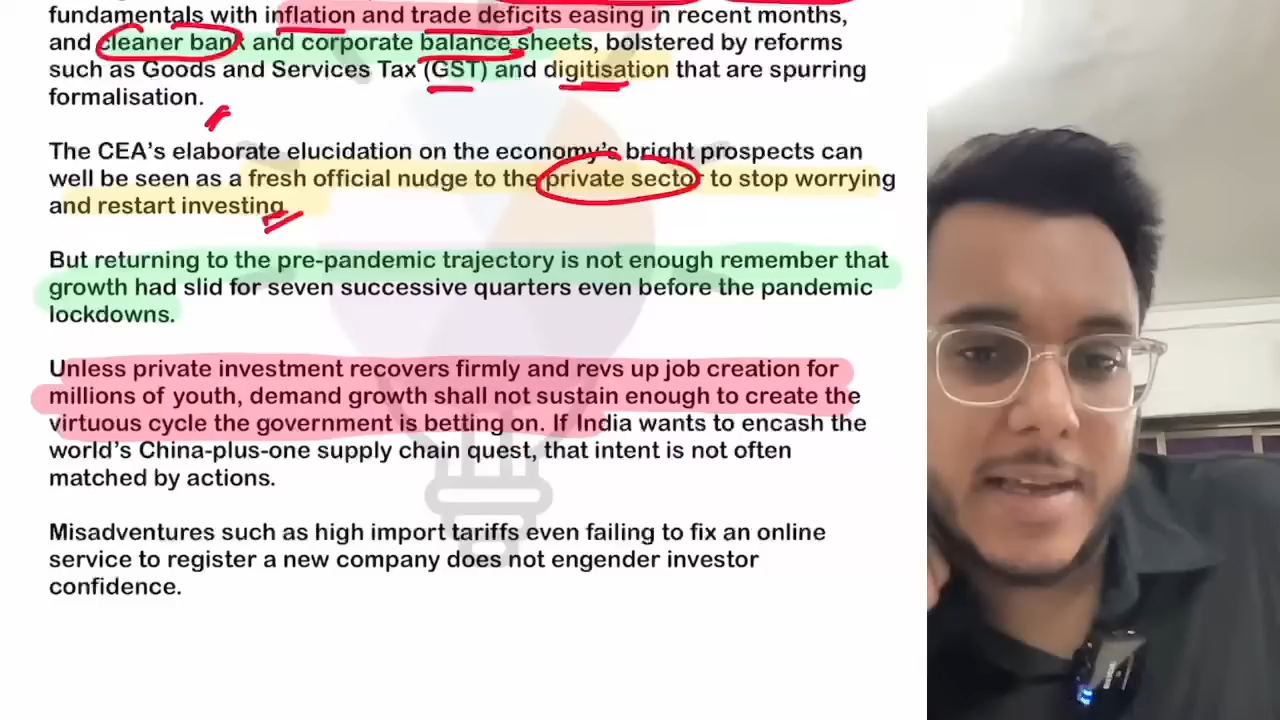 fundamentals with inflation and trade deficits easing in recent months,
and cleaner bank and corporate balance sheets, bolstered by reforms
such as Goods and Services Tax (GST) and digitisation that are spurring
formalisation.
The CEA's elaborate elucidation on the economy's bright prospects can
well be seen as a fresh official nudge to the private sector to stop worrying
and restart investing.
But returning to the pre-pandemic trajectory is not enough remember that
growth had slid for seven successive quarters even before the pandemic
lockdowns.
Unless private investment recovers firmly and revs up job creation for
millions of youth, demand growth shall not sustain enough to create the
virtuous cycle the government is betting on. If India wants to encash the
world's China-plus-one supply chain quest, that intent is not often
matched by actions.
Misadventures such as high import tariffs even failing to fix an online
service to register a new company does not engender investor
confidence.